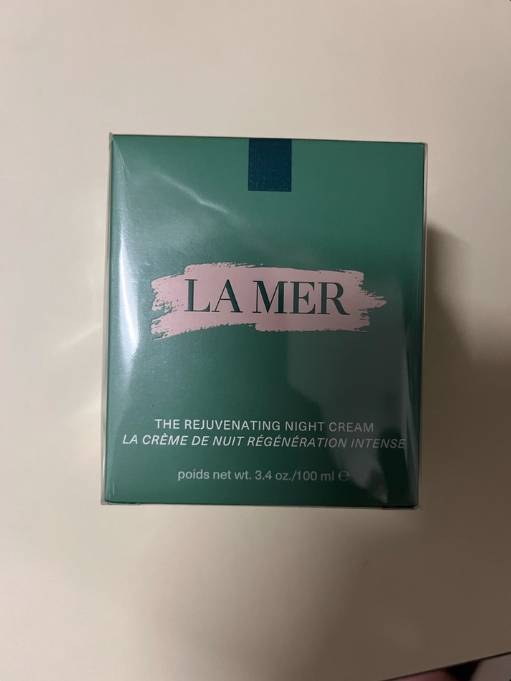 LA MER
THE REJUVENATING NIGHT CREAM
LA CRÈME DE NUIT RÉGÉNÉRATION INTENSE
poids net wt. 3.4 oz./100 ml ℮